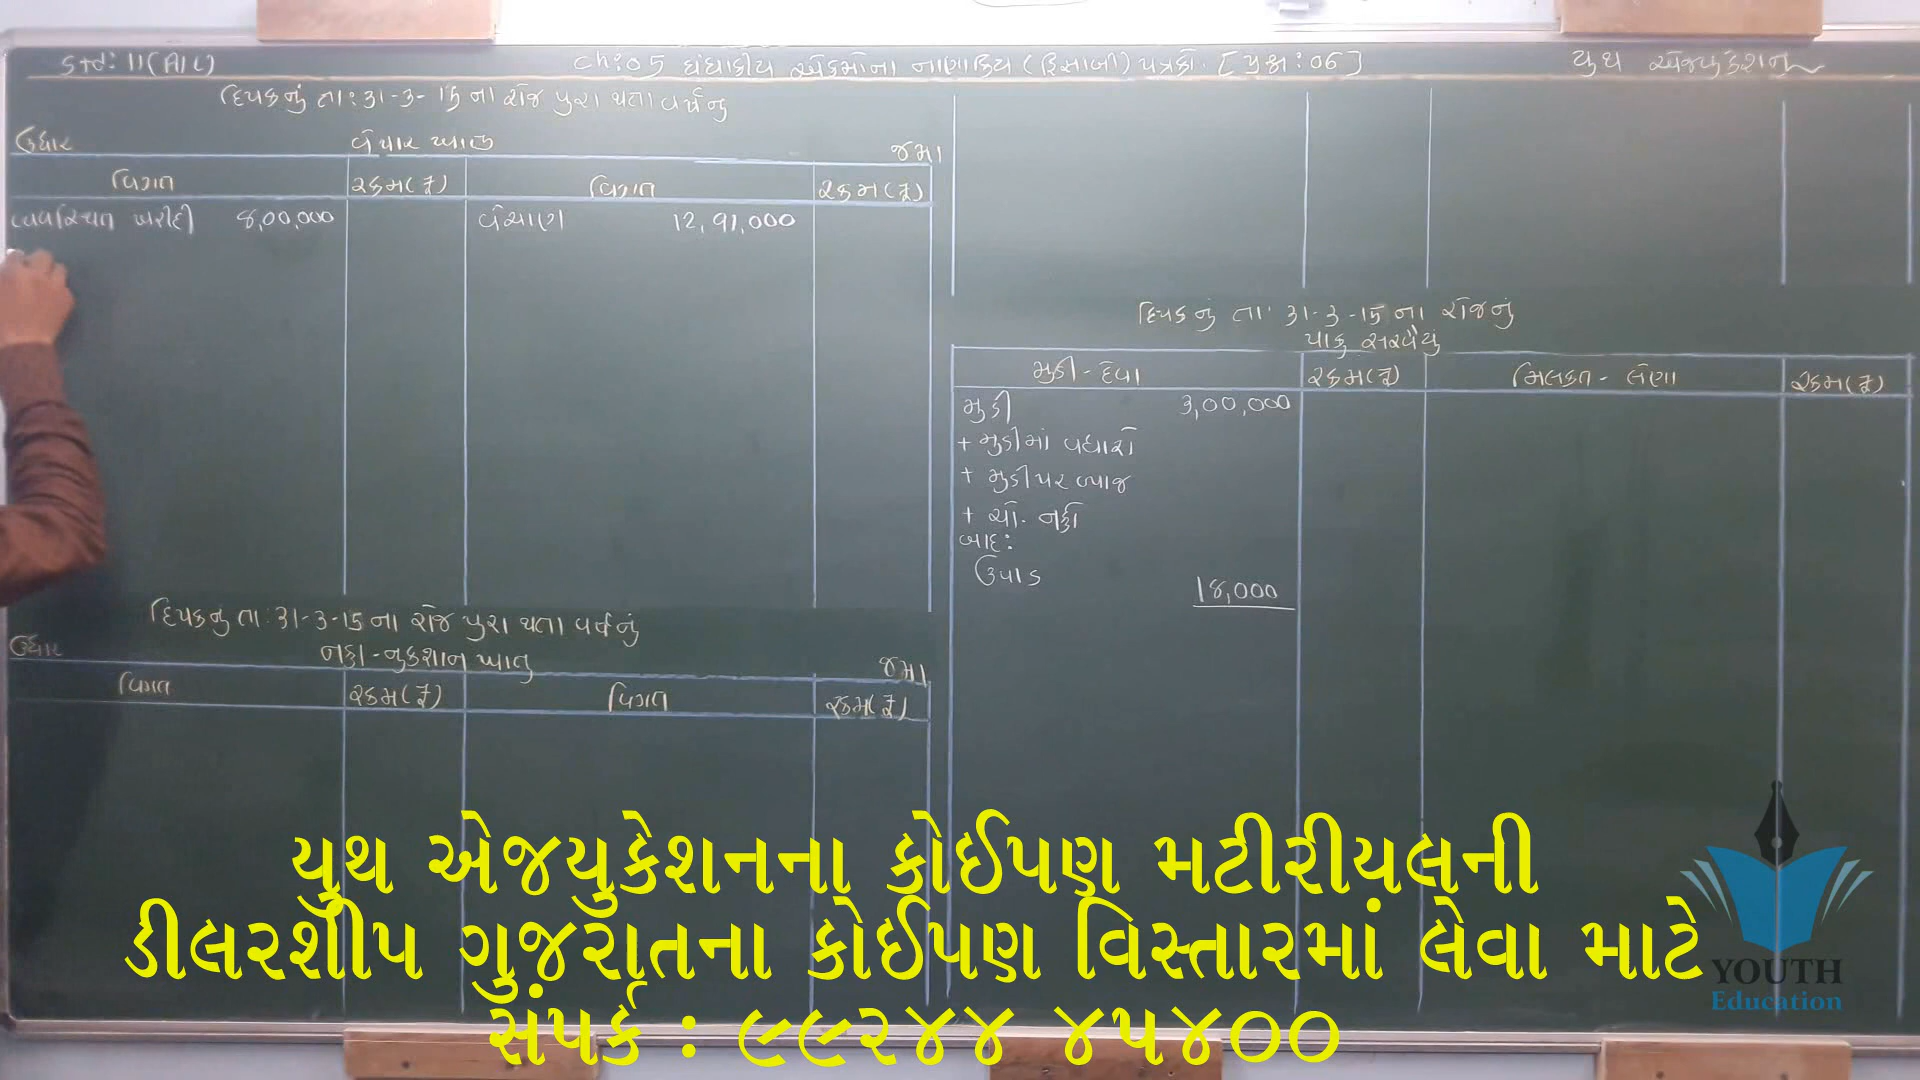 Std: 11(A/C)
ch:05 ધંધાકીય એકમોના નાણાકિય (હિસાબી) પત્રકો. [પ્રશ્ન:06]
યુથ એજ્યુકેશન
દિપકનું તા:31-3-15 ના રોજ પુરા થતા વર્ષનું
ઉધાર વેપાર ખાતુ જમા
વિગત રકમ(₹) વિગત રકમ(₹)
ખરીદી 8,00,000 વેચાણ 12,91,000
દિપકનું તા:31-3-15 ના રોજ પુરા થતા વર્ષનું
ઉધાર નફા-નુકશાન ખાતુ જમા
વિગત રકમ(₹) વિગત રકમ(₹)
દિપકનું તા: 31-3-15 ના રોજનું
પાકુ સરવૈયું
મુડી-દેવા રકમ(₹) મિલકત-લેણા રકમ(₹)
મુડી 3,00,000
+ મુડીમાં વધારો
+ મુડી પર વ્યાજ
+ ચો. નફો
બાદ:
ઉપાડ 18,000
યુથ એજયુકેશનના કોઈપણ મટીરીયલની
ડીલરશીપ ગુજરાતના કોઈપણ વિસ્તારમાં લેવા માટે
સંપર્ક : ૯૯૨૪૪ ૪૫૪૦૦
YOUTH
Education